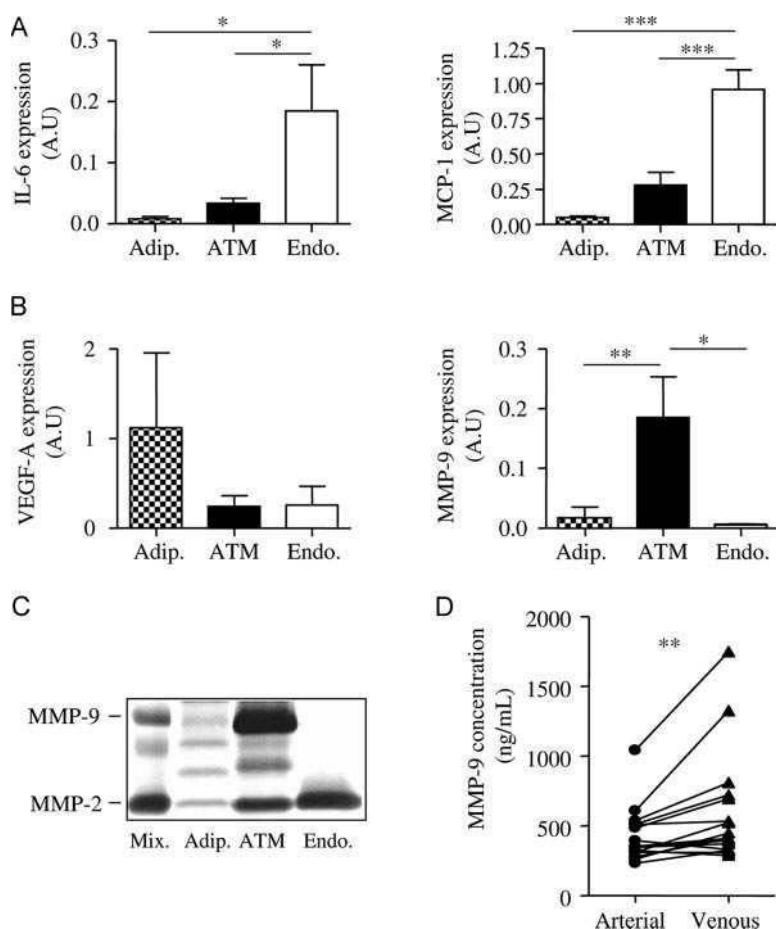 A
IL-6 expression
(A.U)
0.3
0.2
0.1
0.0
*
*
Adip. ATM Endo.
MCP-1 expression
(A.U)
1.25
1.00
0.75
0.50
0.25
0.00
***
***
Adip. ATM Endo.
B
VEGF-A expression
(A.U)
2
1
0
Adip. ATM Endo.
MMP-9 expression
(A.U)
0.3
0.2
0.1
0.0
**
*
Adip. ATM Endo.
C
MMP-9 –
MMP-2 –
Mix. Adip. ATM Endo.
D
MMP-9 concentration
(ng/mL)
2000
1500
1000
500
0
**
Arterial Venous